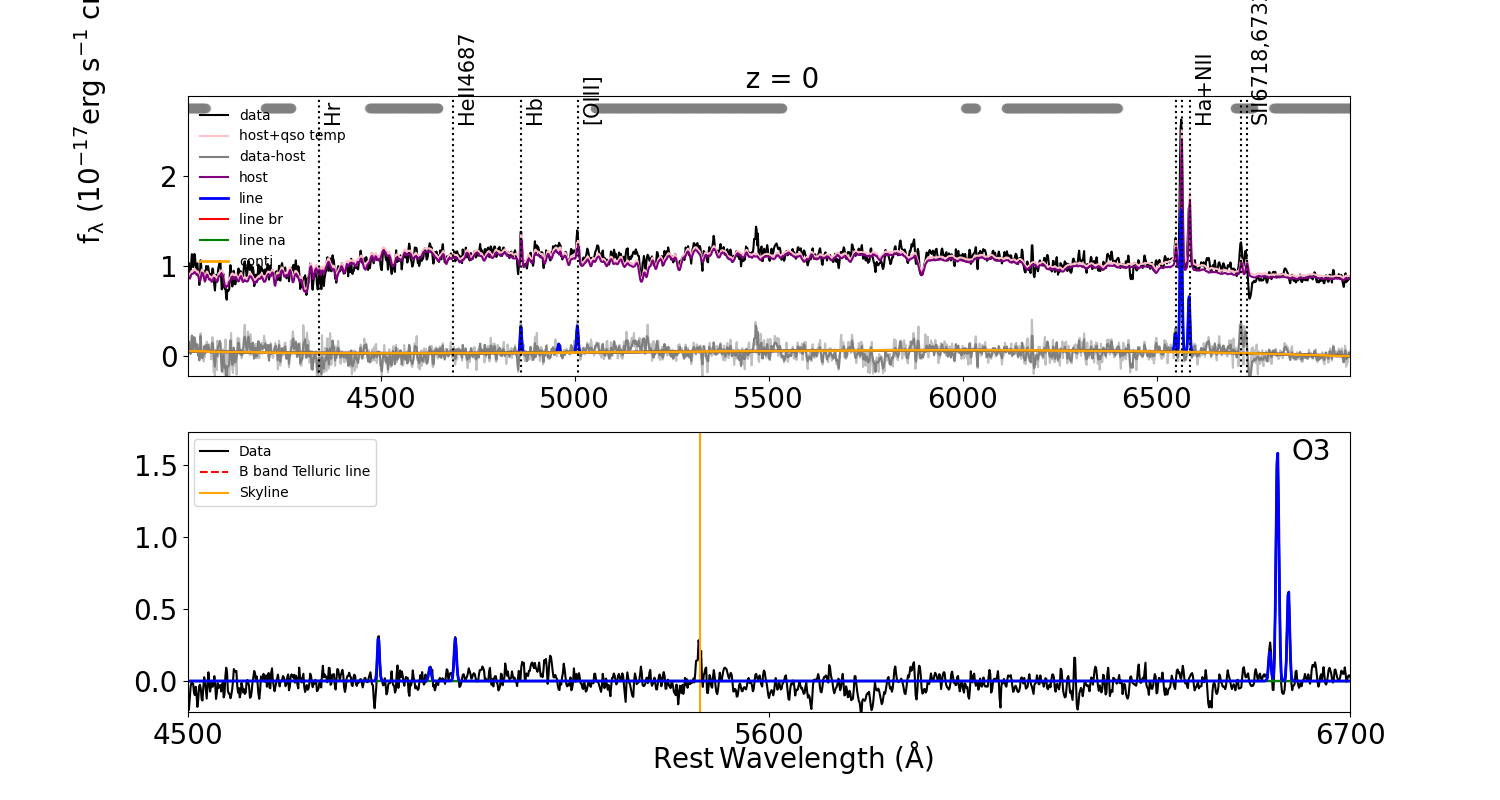 z = 0
f_λ (10^−17 erg s^−1 c
Hr
HeII4687
Hb
[OIII]
Ha+NII
SII6718,673
data
host+qso temp
data-host
host
line
line br
line na
conti
2
1
0
4500 5000 5500 6000 6500
Data
B band Telluric line
Skyline
O3
1.5
1.0
0.5
0.0
4500 5600 6700
Rest Wavelength (Å)